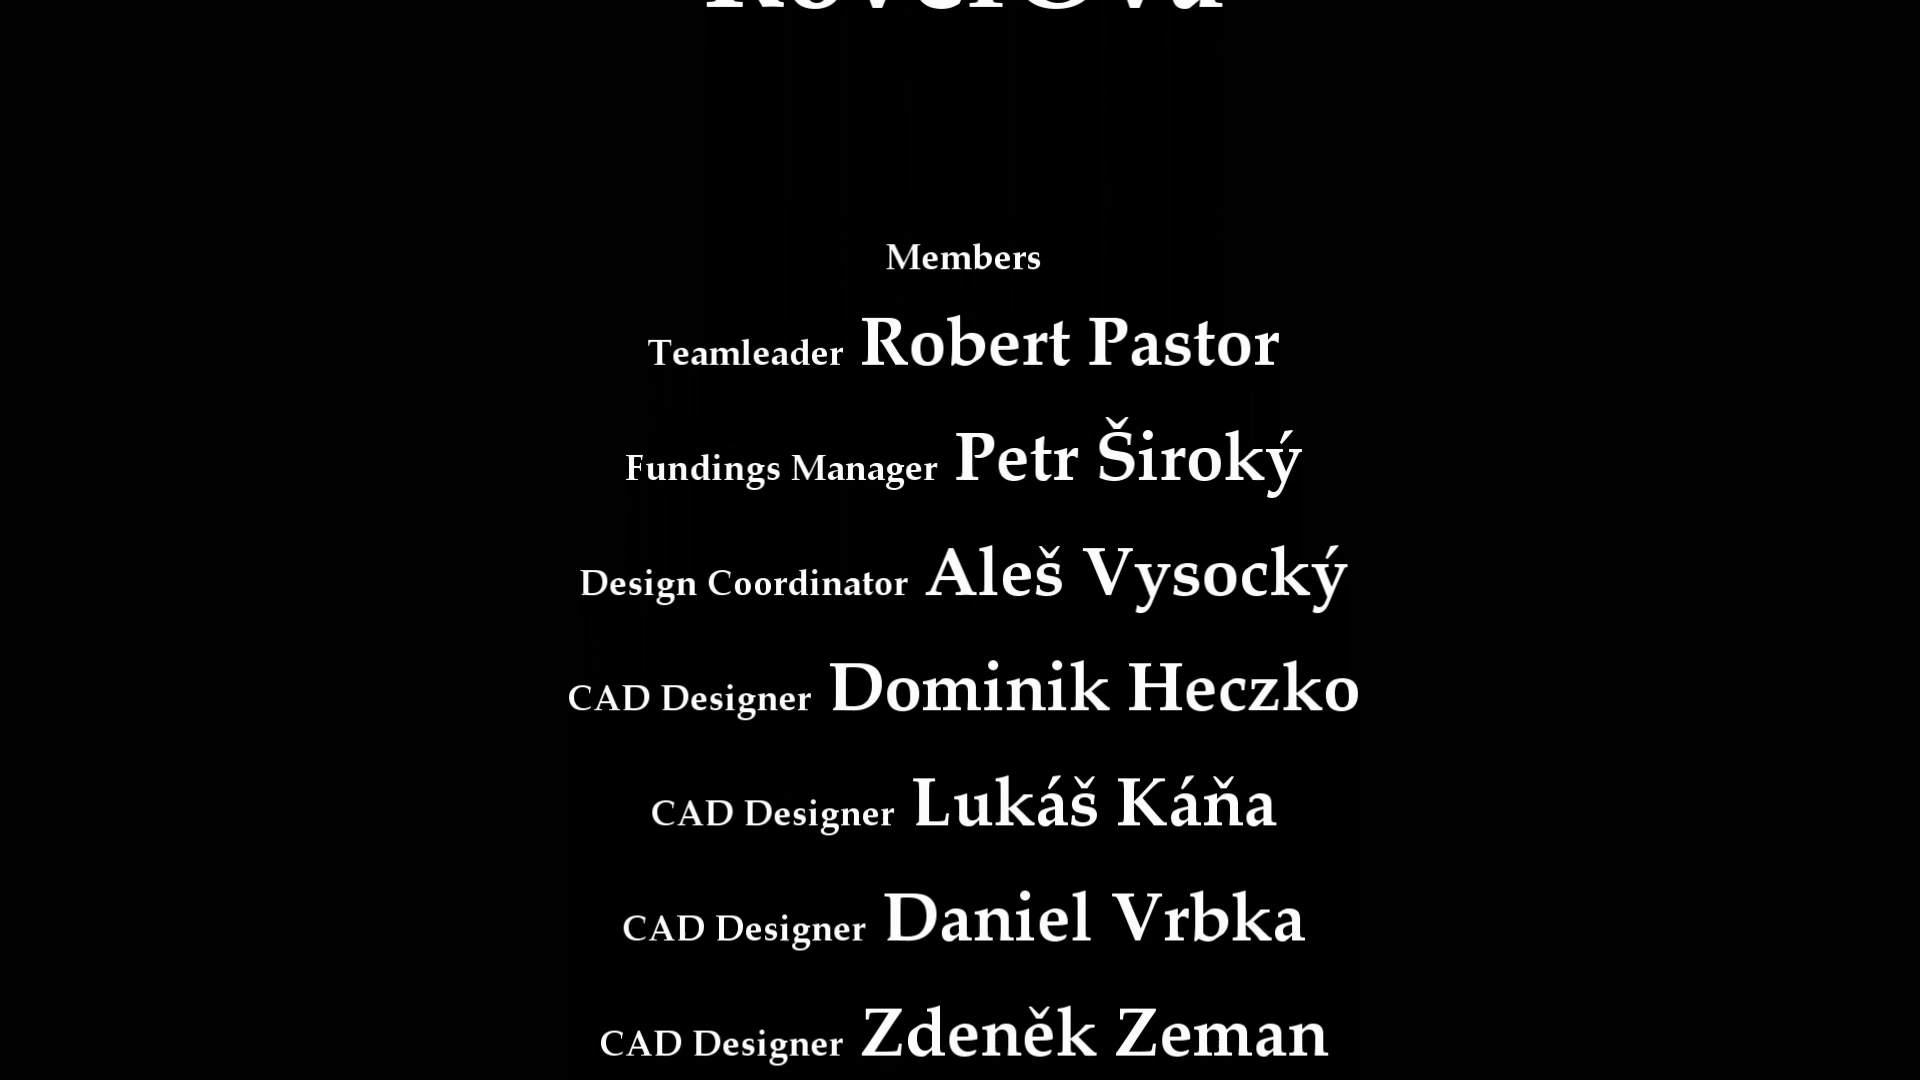 Members
Teamleader Robert Pastor
Fundings Manager Petr Široký
Design Coordinator Aleš Vysocký
CAD Designer Dominik Heczko
CAD Designer Lukáš Káňa
CAD Designer Daniel Vrbka
CAD Designer Zdeněk Zeman